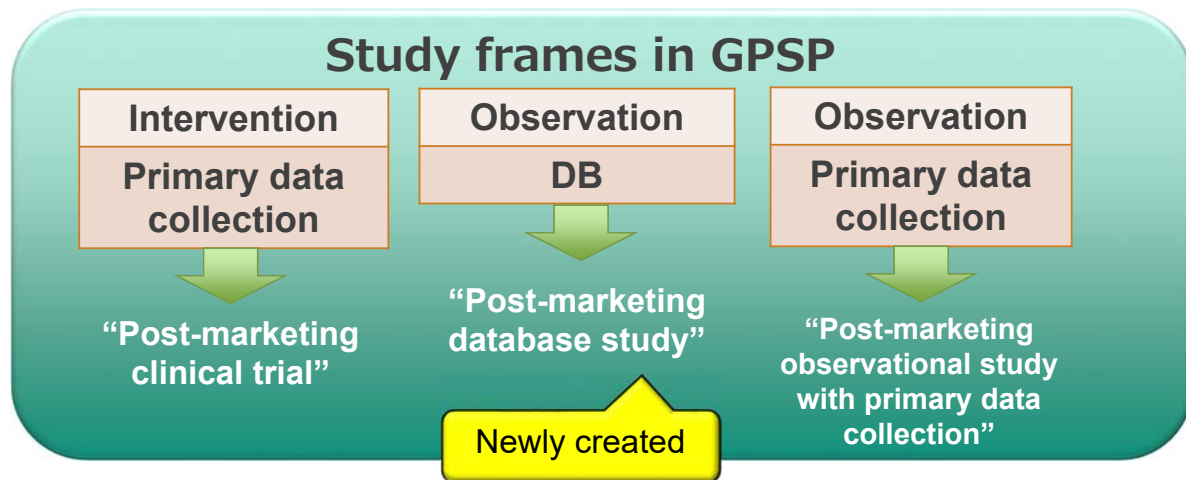 Study frames in GPSP
Intervention
Primary data
collection
“Post-marketing
clinical trial”
Observation
DB
“Post-marketing
database study”
Newly created
Observation
Primary data
collection
“Post-marketing
observational study
with primary data
collection”